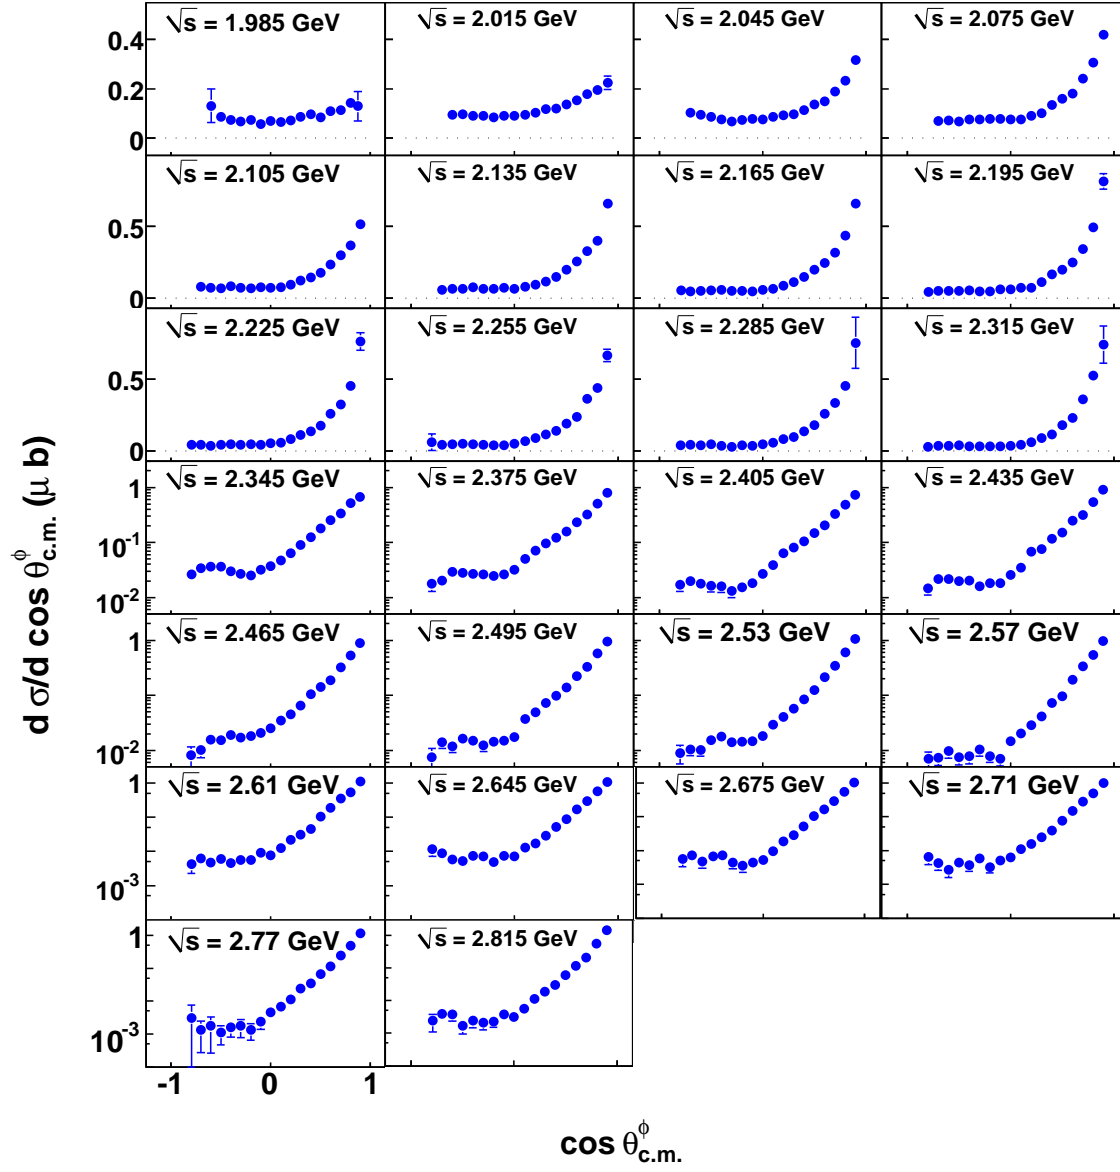 √s = 1.985 GeV
√s = 2.015 GeV
√s = 2.045 GeV
√s = 2.075 GeV
0.4
0.2
0
√s = 2.105 GeV
√s = 2.135 GeV
√s = 2.165 GeV
√s = 2.195 GeV
0.5
0
√s = 2.225 GeV
√s = 2.255 GeV
√s = 2.285 GeV
√s = 2.315 GeV
0.5
0
√s = 2.345 GeV
√s = 2.375 GeV
√s = 2.405 GeV
√s = 2.435 GeV
1
10⁻¹
10⁻²
√s = 2.465 GeV
√s = 2.495 GeV
√s = 2.53 GeV
√s = 2.57 GeV
1
10⁻²
√s = 2.61 GeV
√s = 2.645 GeV
√s = 2.675 GeV
√s = 2.71 GeV
1
10⁻³
√s = 2.77 GeV
√s = 2.815 GeV
1
10⁻³
-1 0 1
d σ/d cos θ^ϕ_c.m. (μ b)
cos θ^ϕ_c.m.